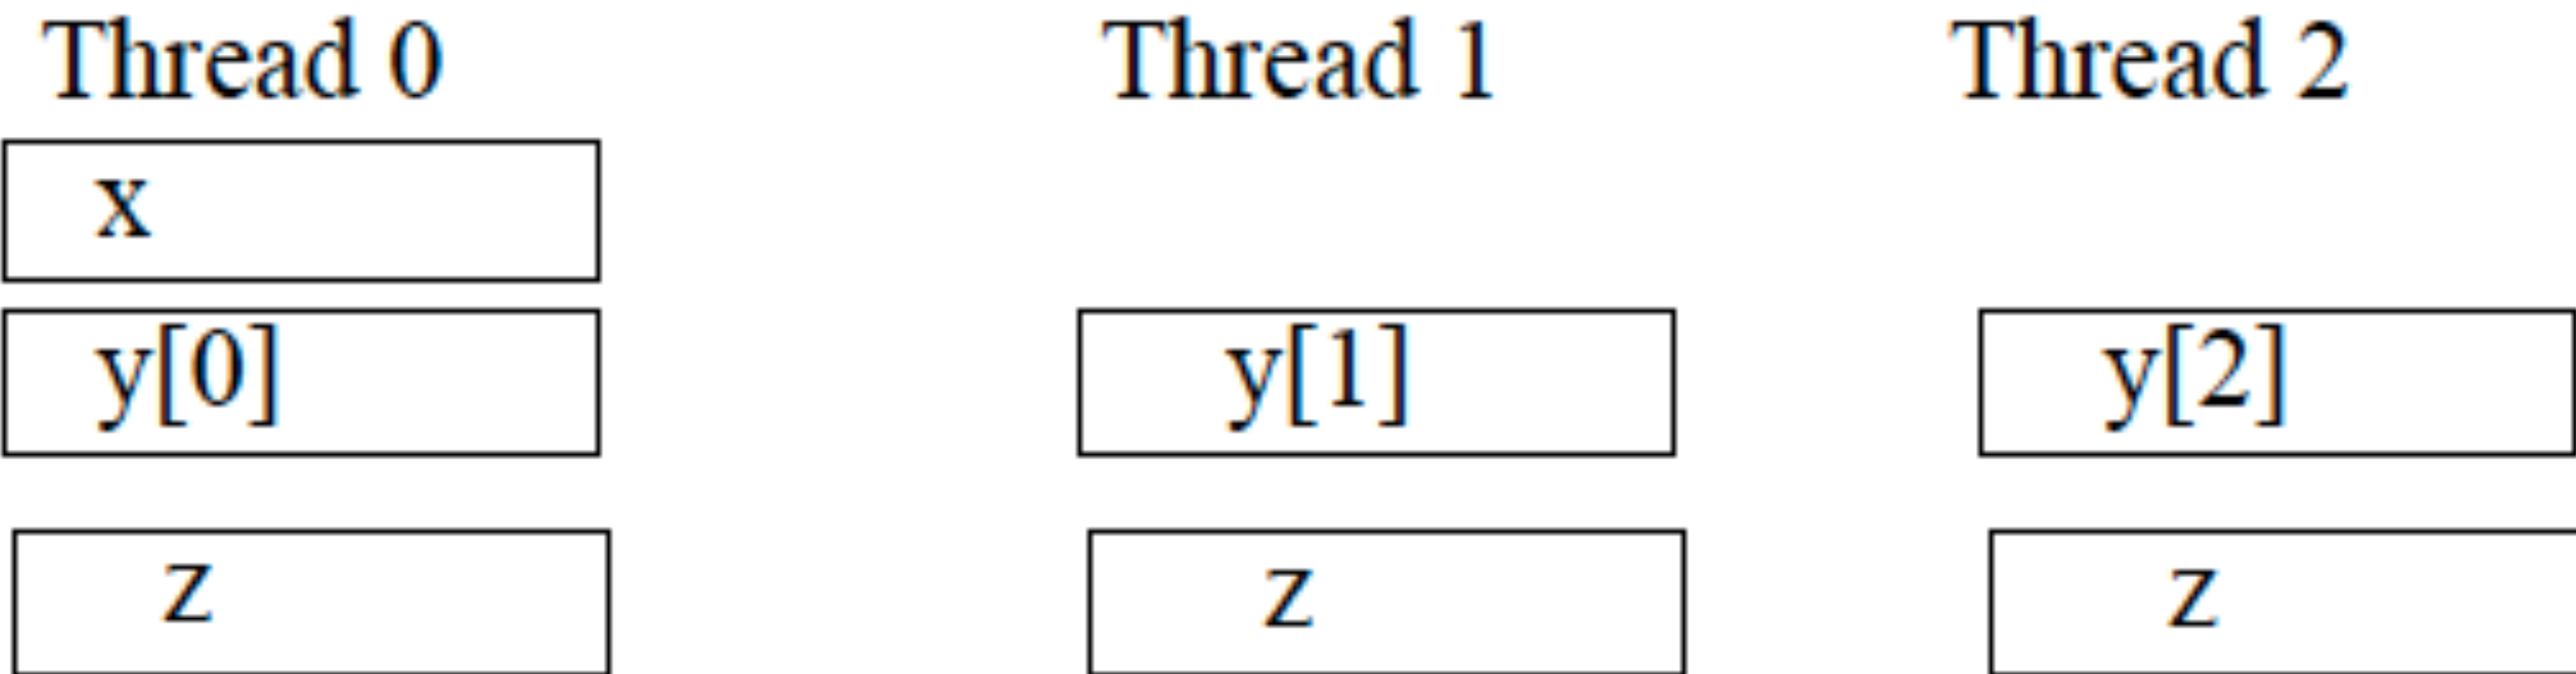 Thread 0 Thread 1 Thread 2
x
y[0] y[1] y[2]
z z z